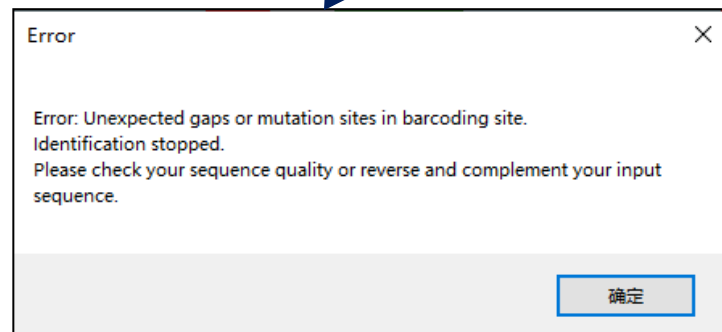 Error
Error: Unexpected gaps or mutation sites in barcoding site.
Identification stopped.
Please check your sequence quality or reverse and complement your input
sequence.
确定